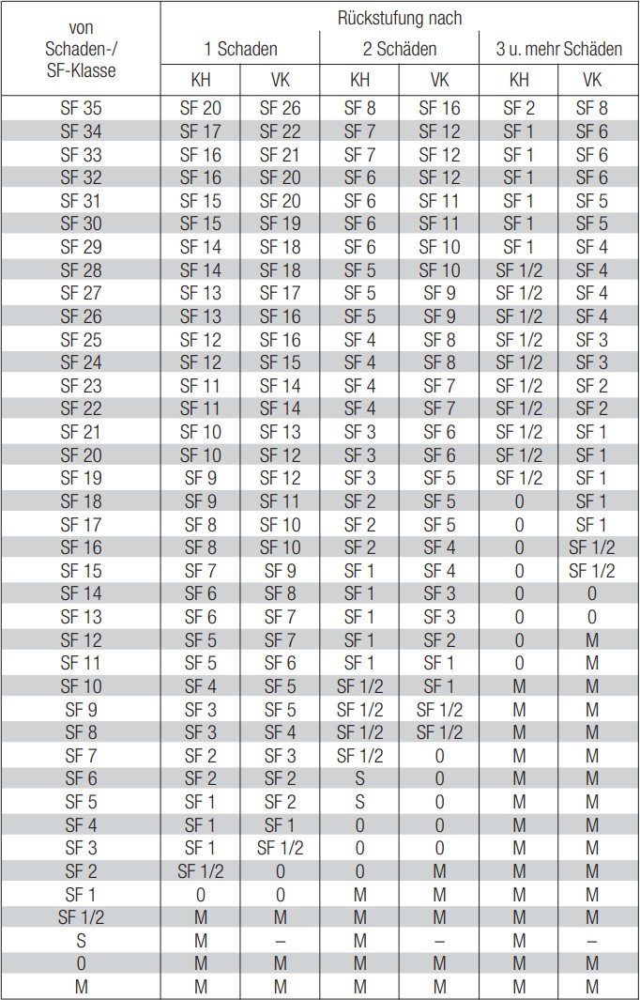 von
Schaden-/
SF-Klasse
Rückstufung nach
1 Schaden 2 Schäden 3 u. mehr Schäden
KH VK KH VK KH VK
SF 35 SF 20 SF 26 SF 8 SF 16 SF 2 SF 8
SF 34 SF 17 SF 22 SF 7 SF 12 SF 1 SF 6
SF 33 SF 16 SF 21 SF 7 SF 12 SF 1 SF 6
SF 32 SF 16 SF 20 SF 6 SF 12 SF 1 SF 6
SF 31 SF 15 SF 20 SF 6 SF 11 SF 1 SF 5
SF 30 SF 15 SF 19 SF 6 SF 11 SF 1 SF 5
SF 29 SF 14 SF 18 SF 6 SF 10 SF 1 SF 4
SF 28 SF 14 SF 18 SF 5 SF 10 SF 1/2 SF 4
SF 27 SF 13 SF 17 SF 5 SF 9 SF 1/2 SF 4
SF 26 SF 13 SF 16 SF 5 SF 9 SF 1/2 SF 4
SF 25 SF 12 SF 16 SF 4 SF 8 SF 1/2 SF 3
SF 24 SF 12 SF 15 SF 4 SF 8 SF 1/2 SF 3
SF 23 SF 11 SF 14 SF 4 SF 7 SF 1/2 SF 2
SF 22 SF 11 SF 14 SF 4 SF 7 SF 1/2 SF 2
SF 21 SF 10 SF 13 SF 3 SF 6 SF 1/2 SF 1
SF 20 SF 10 SF 12 SF 3 SF 6 SF 1/2 SF 1
SF 19 SF 9 SF 12 SF 3 SF 5 SF 1/2 SF 1
SF 18 SF 9 SF 11 SF 2 SF 5 0 SF 1
SF 17 SF 8 SF 10 SF 2 SF 5 0 SF 1
SF 16 SF 8 SF 10 SF 2 SF 4 0 SF 1/2
SF 15 SF 7 SF 9 SF 1 SF 4 0 SF 1/2
SF 14 SF 6 SF 8 SF 1 SF 3 0 0
SF 13 SF 6 SF 7 SF 1 SF 3 0 0
SF 12 SF 5 SF 7 SF 1 SF 2 0 M
SF 11 SF 5 SF 6 SF 1 SF 1 0 M
SF 10 SF 4 SF 5 SF 1/2 SF 1 M M
SF 9 SF 3 SF 5 SF 1/2 SF 1/2 M M
SF 8 SF 3 SF 4 SF 1/2 SF 1/2 M M
SF 7 SF 2 SF 3 SF 1/2 0 M M
SF 6 SF 2 SF 2 S 0 M M
SF 5 SF 1 SF 2 S 0 M M
SF 4 SF 1 SF 1 0 0 M M
SF 3 SF 1 SF 1/2 0 0 M M
SF 2 SF 1/2 0 0 M M M
SF 1 0 0 M M M M
SF 1/2 M M M M M M
S M – M – M –
0 M M M M M M
M M M M M M M